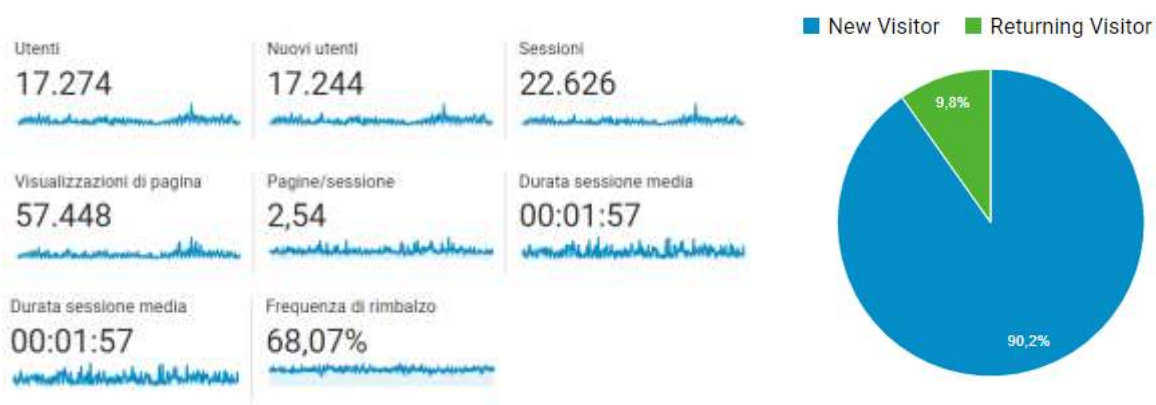 New Visitor Returning Visitor
Utenti Nuovi utenti Sessioni
17.274 17.244 22.626
9,8%
Visualizzazioni di pagina Pagine/sessione Durata sessione media
57.448 2,54 00:01:57
Durata sessione media Frequenza di rimbalzo
00:01:57 68,07%
90,2%